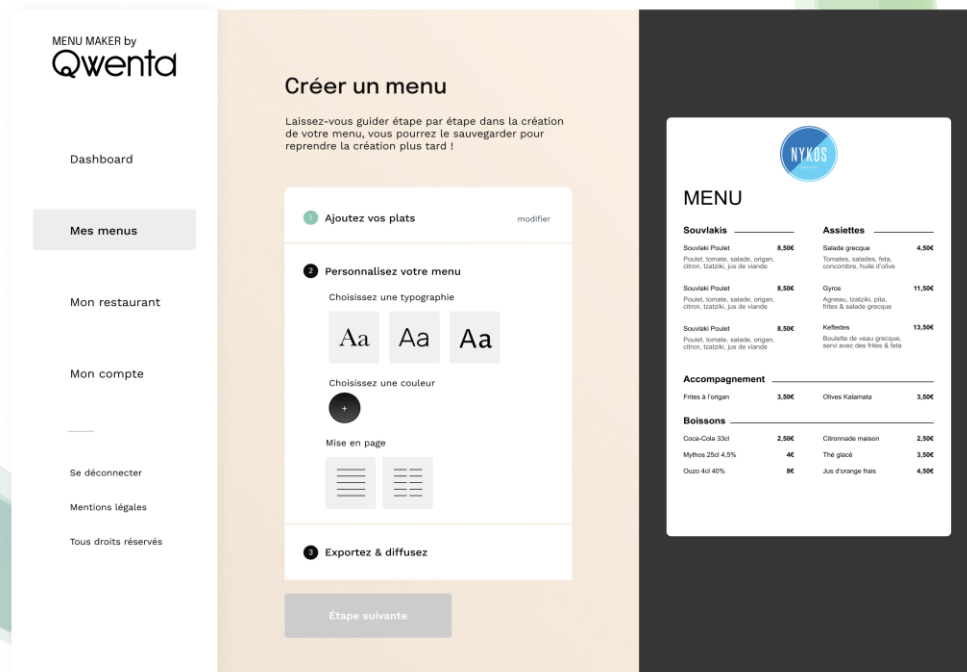 MENU MAKER by
Qwenta
Dashboard
Mes menus
Mon restaurant
Mon compte
Se déconnecter
Mentions légales
Tous droits réservés
Créer un menu
Laissez-vous guider étape par étape dans la création
de votre menu, vous pourrez le sauvegarder pour
reprendre la création plus tard !
1 Ajoutez vos plats modifier
2 Personnalisez votre menu
Choisissez une typographie
Aa Aa Aa
Choisissez une couleur
+
Mise en page
3 Exportez & diffusez
Étape suivante
NYKOS
MENU
Souvlakis
Souvlaki Poulet 8,50€
Poulet, tomate, salade, origan,
citron, tzatziki, jus de viande
Souvlaki Poulet 8,50€
Poulet, tomate, salade, origan,
citron, tzatziki, jus de viande
Souvlaki Poulet 8,50€
Poulet, tomate, salade, origan,
citron, tzatziki, jus de viande
Assiettes
Salade grecque 4,50€
Tomates, salades, feta,
concombre, huile d'olive
Gyros 11,50€
Agneau, tzatziki, pita,
frites & salade grecque
Keftedes 13,50€
Boulette de veau grecque,
servi avec des frites & feta
Accompagnement
Frites à l'origan 3,50€ Olives Kalamata 3,50€
Boissons
Coca-Cola 33cl 2,50€ Citronnade maison 2,50€
Mythos 25cl 4,5% 4€ Thé glacé 3,50€
Ouzo 4cl 40% 8€ Jus d'orange frais 4,50€